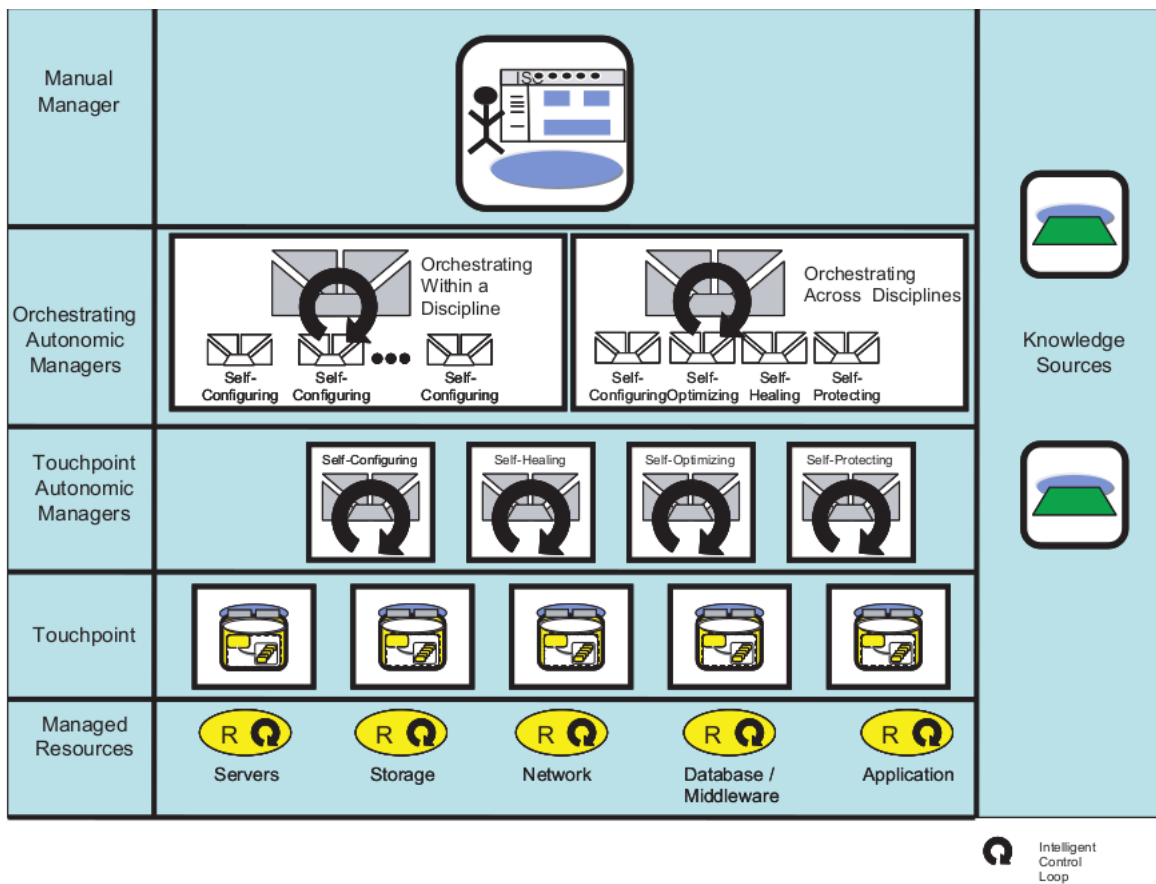 Manual
Manager
ISC
Orchestrating
Autonomic
Managers
Orchestrating
Within a
Discipline
Self-
Configuring
Self-
Configuring
Self-
Configuring
Orchestrating
Across Disciplines
Self-
Configuring
Self-
Optimizing
Self-
Healing
Self-
Protecting
Knowledge
Sources
Touchpoint
Autonomic
Managers
Self-Configuring
Self-Healing
Self-Optimizing
Self-Protecting
Touchpoint
Managed
Resources
R
R
R
R
R
Servers
Storage
Network
Database /
Middleware
Application
Intelligent
Control
Loop